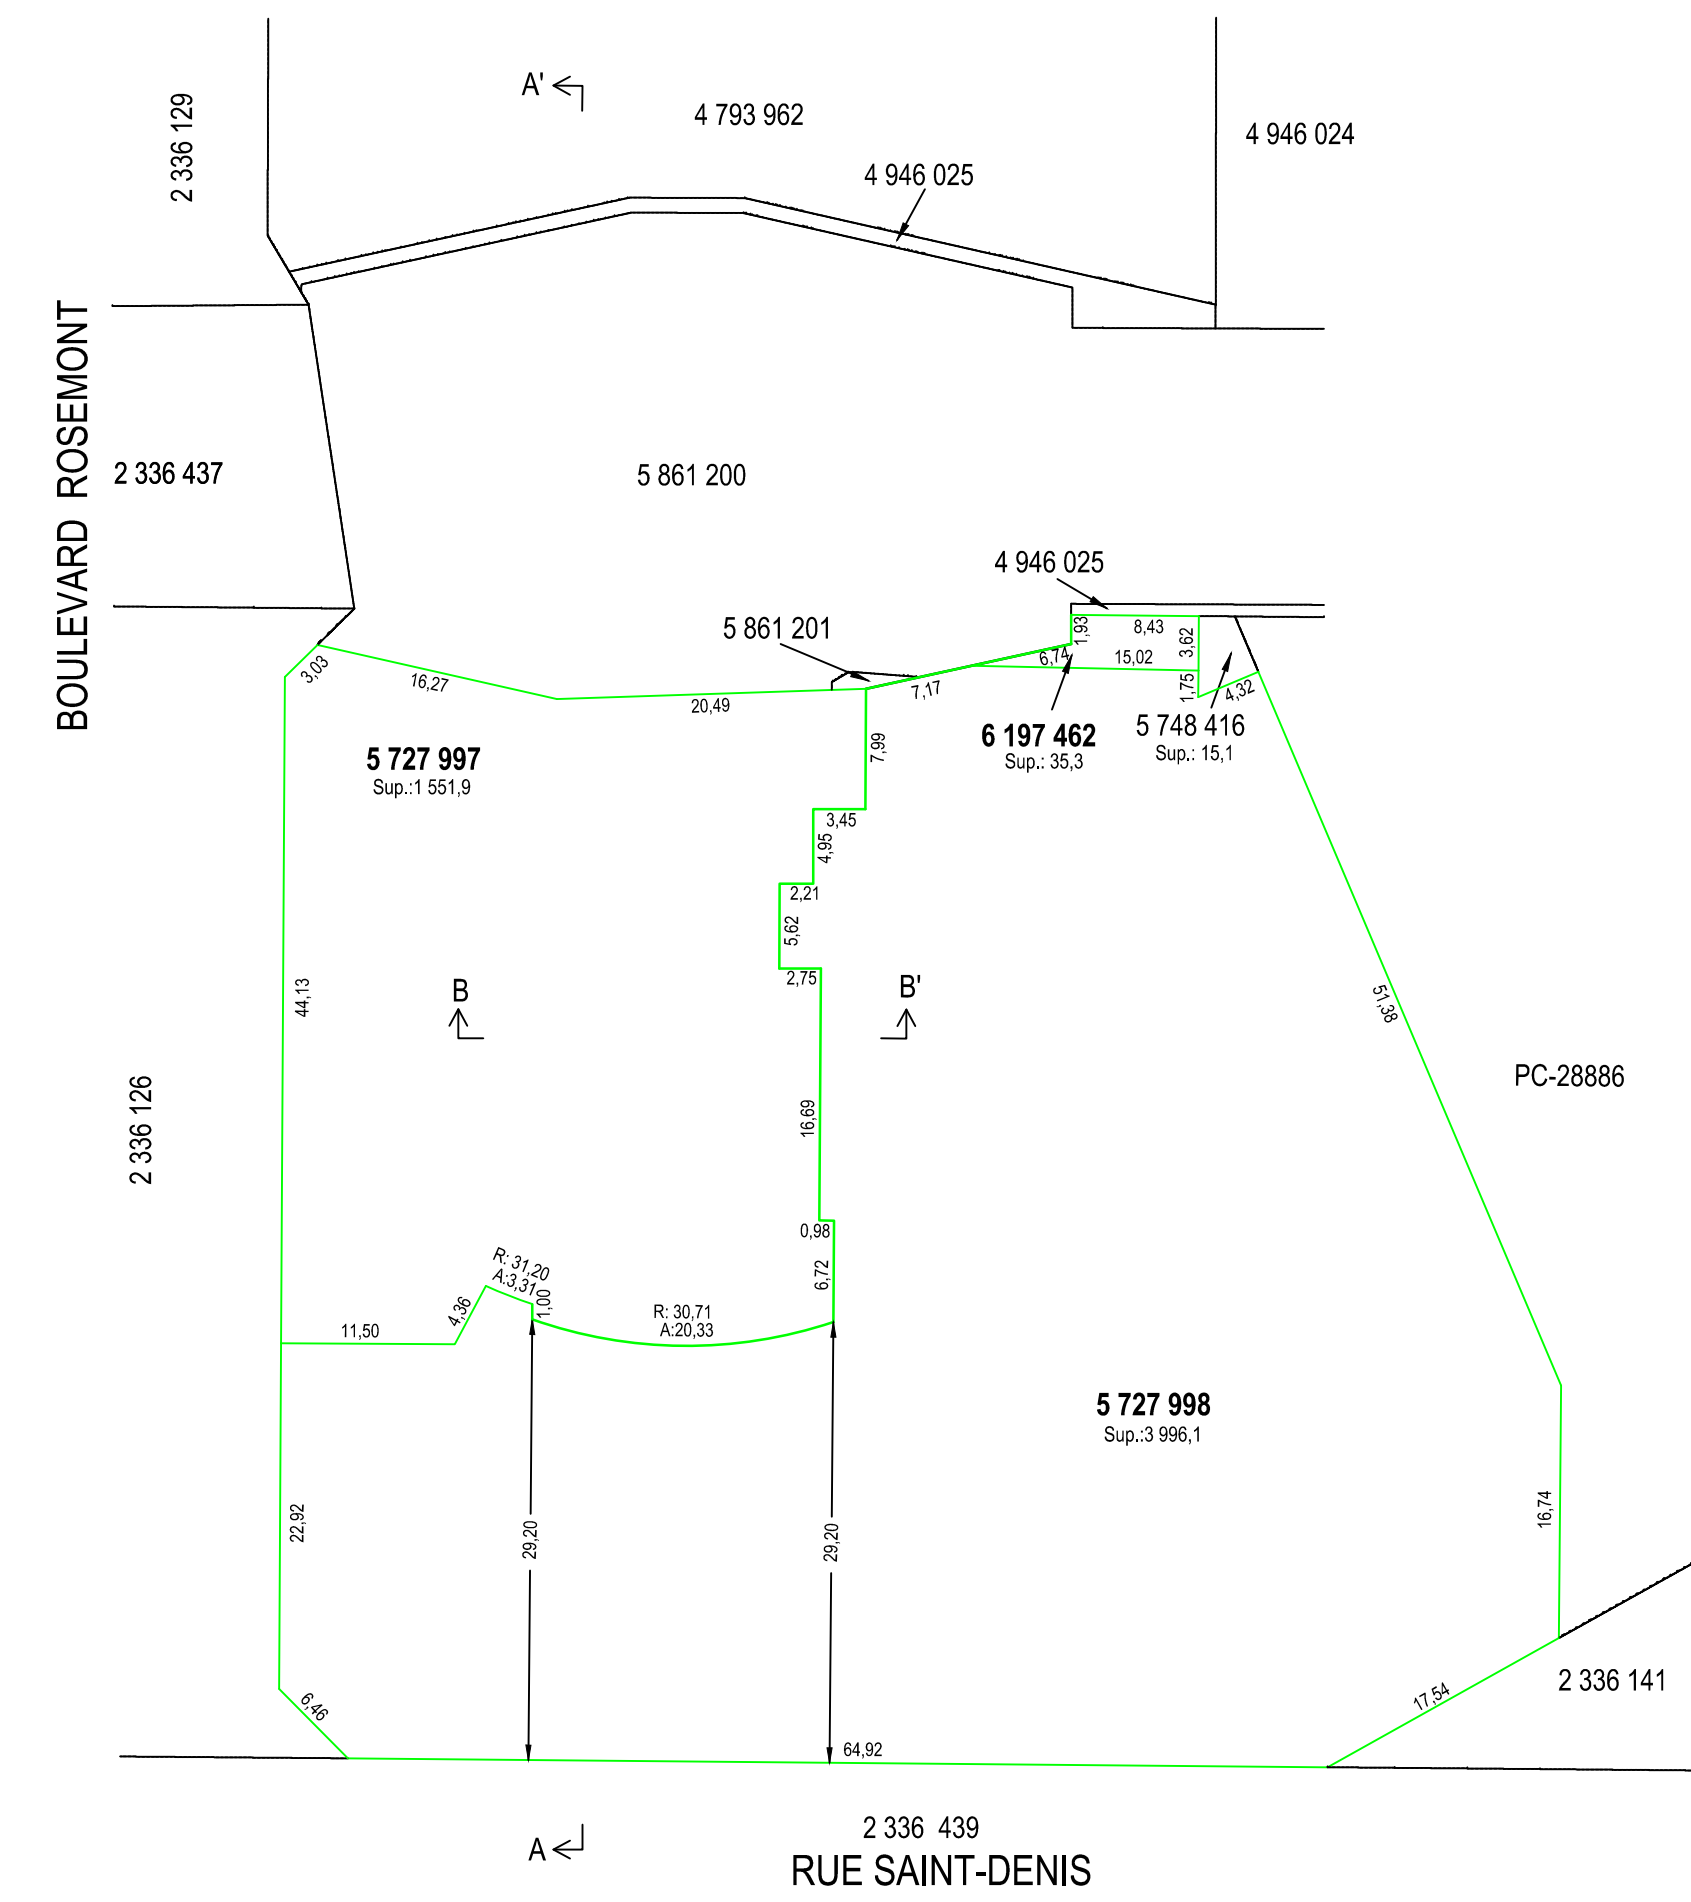 A'
4 793 962
2 336 129
4 946 024
4 946 025
BOULEVARD ROSEMONT
2 336 437
5 861 200
4 946 025
5 861 201
1,93
8,43
3,62
3,03
16,27
6,74
15,02
20,49
7,17
1,75
4,32
5 727 997
Sup.:1 551,9
7,99
6 197 462
Sup.: 35,3
5 748 416
Sup.: 15,1
3,45
4,95
2,21
5,62
2,75
44,13
B
B'
51,38
2 336 126
PC-28886
16,69
0,98
R: 31,20
A:3,31
6,72
4,36
1,00
R: 30,71
A:20,33
11,50
5 727 998
Sup.:3 996,1
22,92
29,20
29,20
16,74
6,46
17,54
2 336 141
64,92
A
2 336 439
RUE SAINT-DENIS